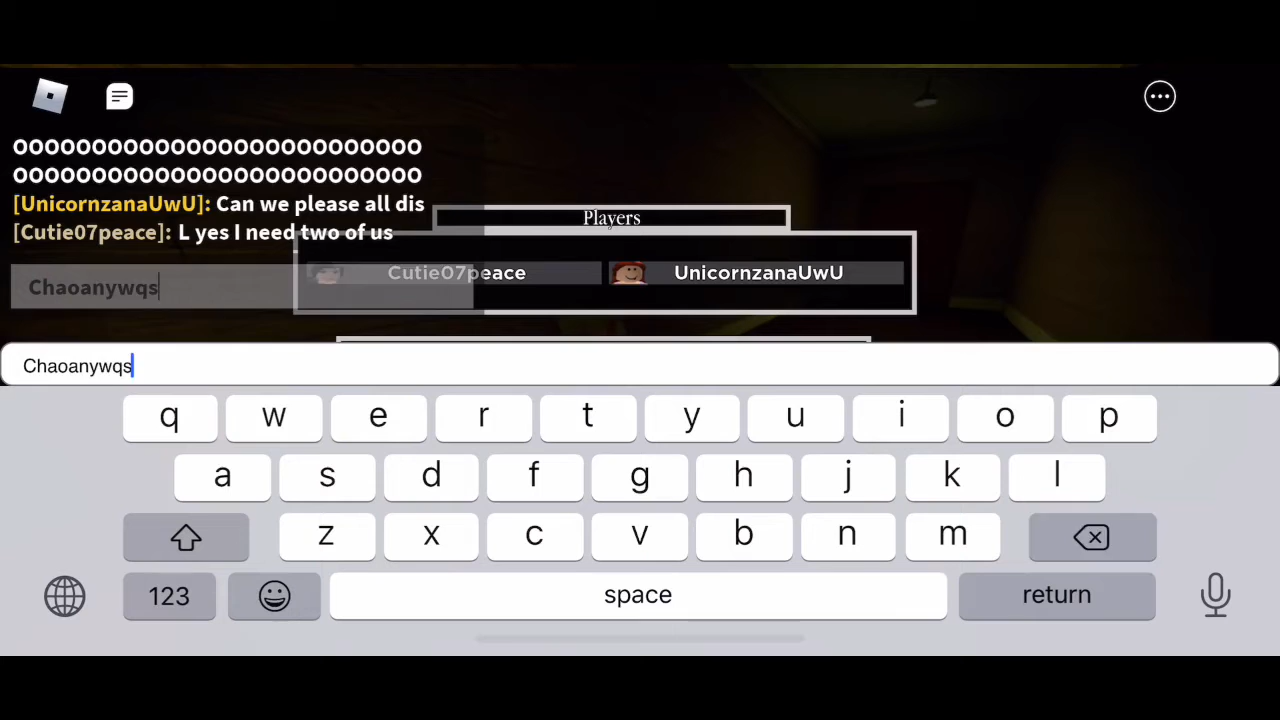 OOOOOOOOOOOOOOOOOOOOOOOOOO
OOOOOOOOOOOOOOOOOOOOOOOOOO
[UnicornzanaUwU]: Can we please all dis
[Cutie07peace]: L yes I need two of us
Players
Cutie07peace UnicornzanaUwU
Chaoanywqs
Chaoanywqs
q w e r t y u i o p
a s d f g h j k l
z x c v b n m
123 space return